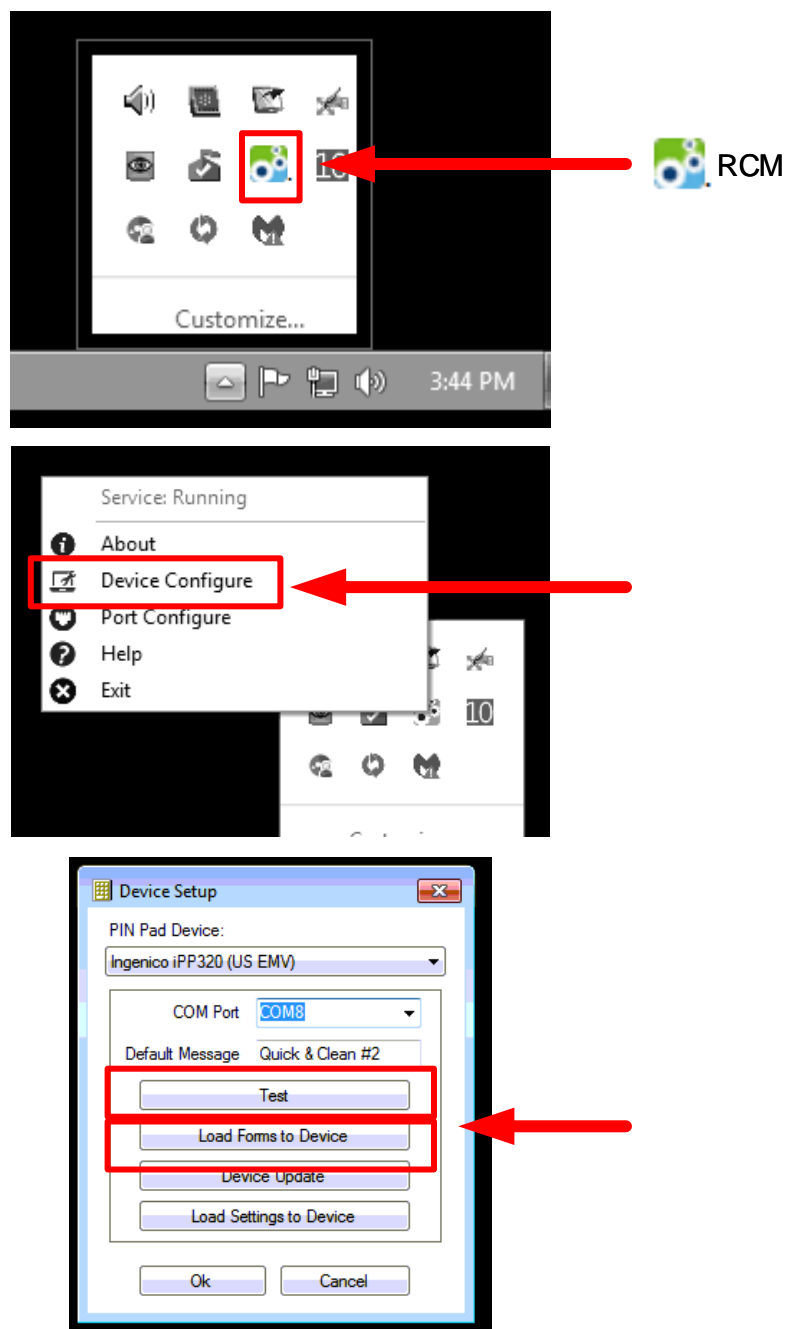 10
RCM
Customize...
3:44 PM
Service: Running
About
Device Configure
Port Configure
Help
Exit
10
Device Setup
PIN Pad Device:
Ingenico iPP320 (US EMV)
COM Port COM8
Default Message Quick & Clean #2
Test
Load Forms to Device
Device Update
Load Settings to Device
Ok Cancel